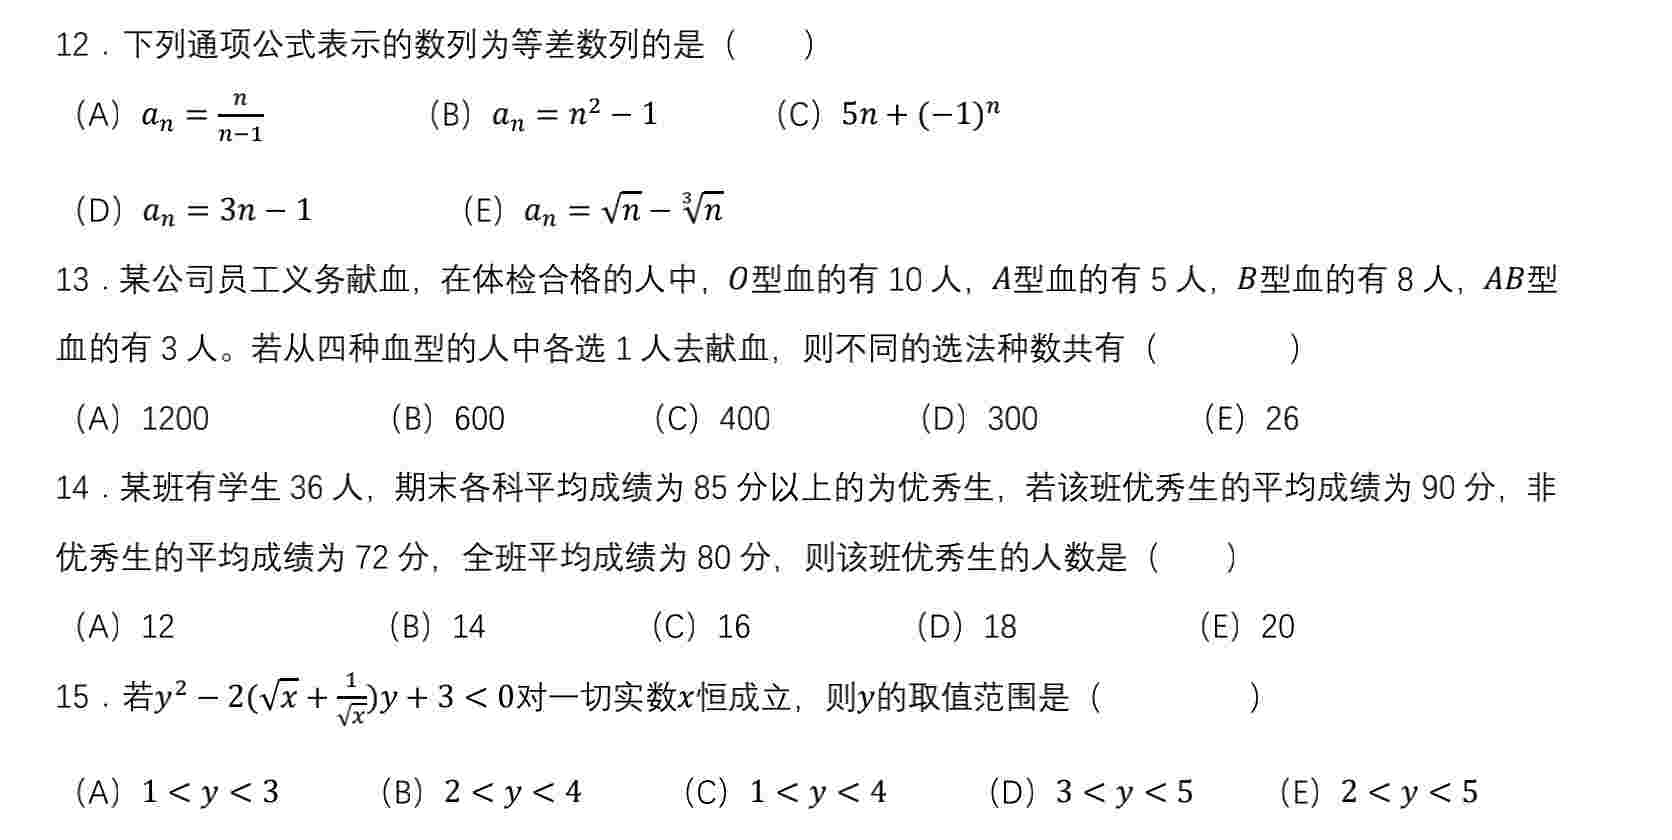 12．下列通项公式表示的数列为等差数列的是（　　）
（A）$a_n = \frac{n}{n-1}$　（B）$a_n = n^2 - 1$　（C）$5n + (-1)^n$
（D）$a_n = 3n - 1$　（E）$a_n = \sqrt{n} - \sqrt[3]{n}$
13．某公司员工义务献血，在体检合格的人中，O型血的有 10 人，A型血的有 5 人，B型血的有 8 人，AB型
血的有 3 人。若从四种血型的人中各选 1 人去献血，则不同的选法种数共有（　　）
（A）1200　（B）600　（C）400　（D）300　（E）26
14．某班有学生 36 人，期末各科平均成绩为 85 分以上的为优秀生，若该班优秀生的平均成绩为 90 分，非
优秀生的平均成绩为 72 分，全班平均成绩为 80 分，则该班优秀生的人数是（　　）
（A）12　（B）14　（C）16　（D）18　（E）20
15．若$y^2 - 2(\sqrt{x} + \frac{1}{\sqrt{x}})y + 3 < 0$对一切实数$x$恒成立，则$y$的取值范围是（　　）
（A）$1 < y < 3$　（B）$2 < y < 4$　（C）$1 < y < 4$　（D）$3 < y < 5$　（E）$2 < y < 5$